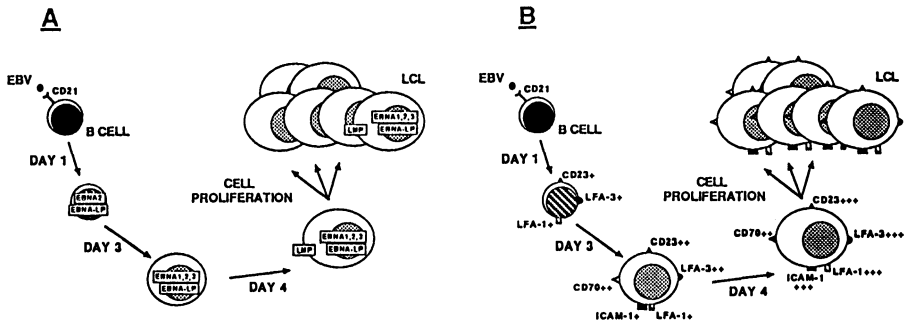 A
EBV
CD21
B CELL
DAY 1
EBNA2
EBNA-LP
DAY 3
EBNA1,2,3
EBNA-LP
DAY 4
LMP
EBNA1,2,3
EBNA-LP
CELL
PROLIFERATION
LCL
LMP
EBNA1,2,3
EBNA-LP
B
EBV
CD21
B CELL
DAY 1
CD23+
LFA-3+
LFA-1+
DAY 3
CD23++
LFA-3++
CD70++
ICAM-1+ LFA-1+
DAY 4
CELL
PROLIFERATION
CD23+++
CD70++
LFA-3+++
ICAM-1
+++
LFA-1+++
LCL